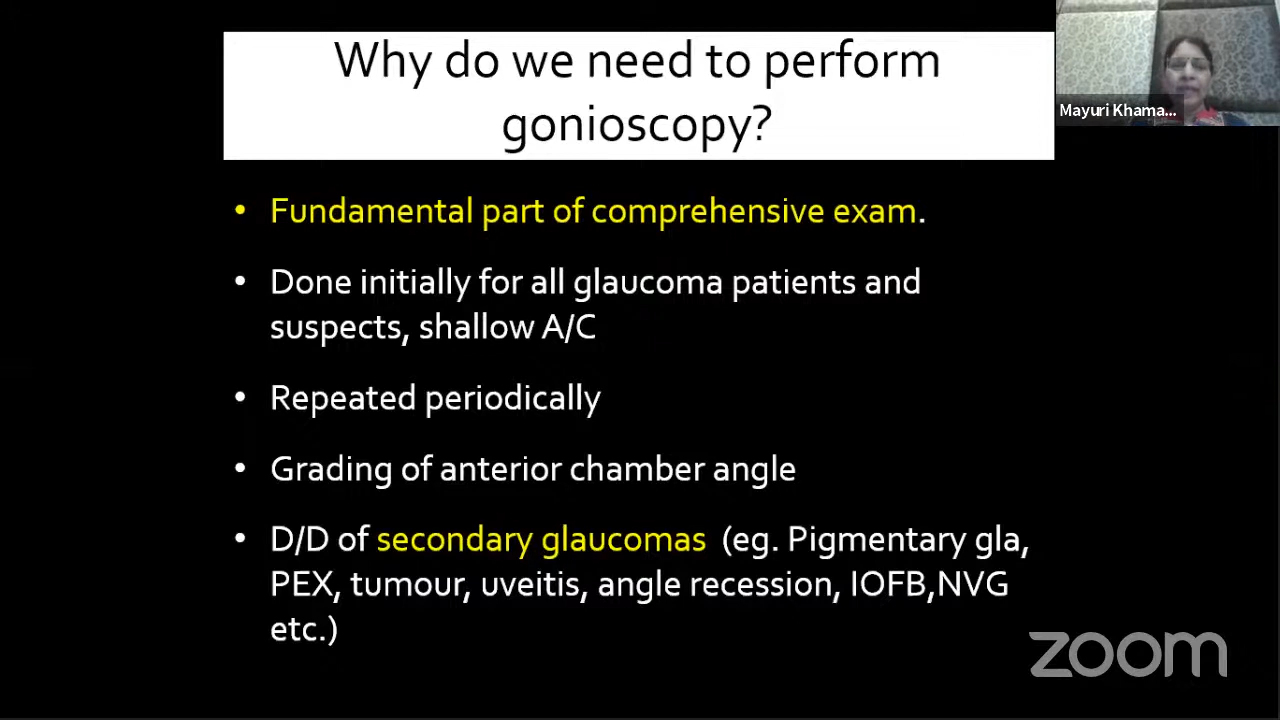 Why do we need to perform
gonioscopy?
Mayuri Khama...
• Fundamental part of comprehensive exam.
• Done initially for all glaucoma patients and
suspects, shallow A/C
• Repeated periodically
• Grading of anterior chamber angle
• D/D of secondary glaucomas (eg. Pigmentary gla,
PEX, tumour, uveitis, angle recession, IOFB,NVG
etc.)
zoom